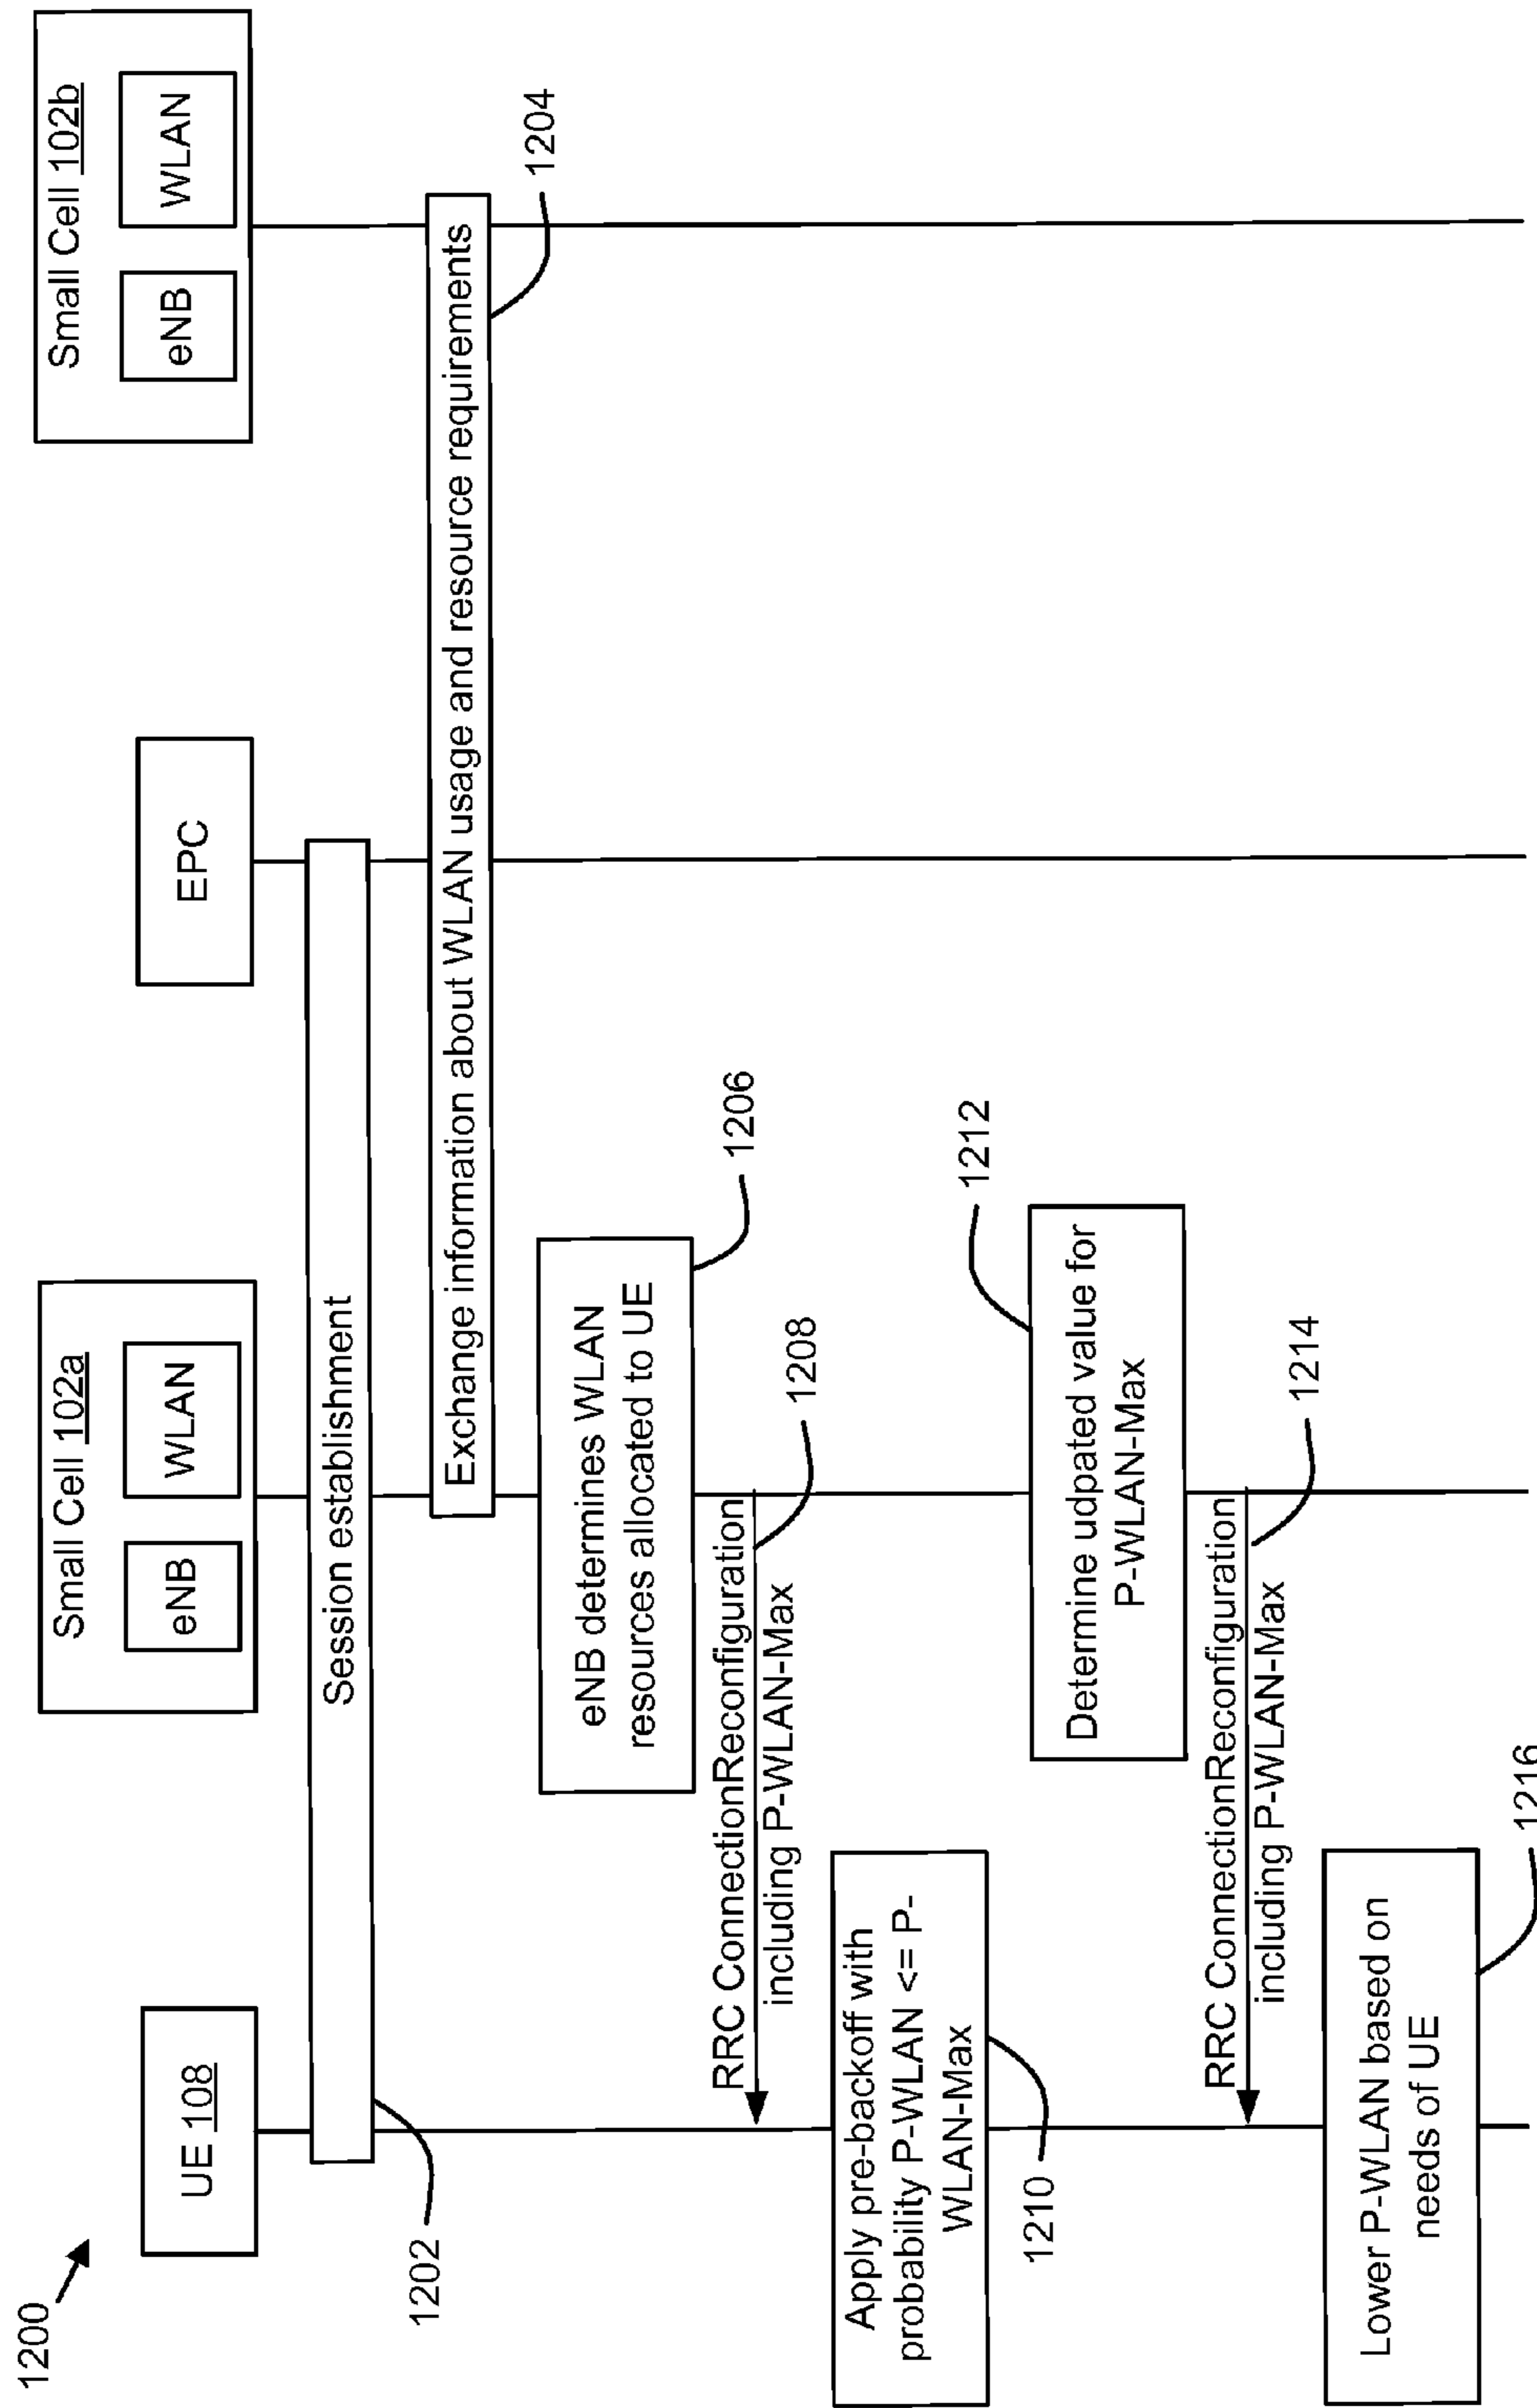 1200
UE 108
Small Cell 102a
eNB
WLAN
EPC
Small Cell 102b
eNB
WLAN
Session establishment
1202
Exchange information about WLAN usage and resource requirements
1204
eNB determines WLAN
resources allocated to UE
1206
RRC ConnectionReconfiguration
including P-WLAN-Max
1208
Apply pre-backoff with
probability P-WLAN <= P-
WLAN-Max
1210
Determine udpated value for
P-WLAN-Max
1212
RRC ConnectionReconfiguration
including P-WLAN-Max
1214
Lower P-WLAN based on
needs of UE
1216